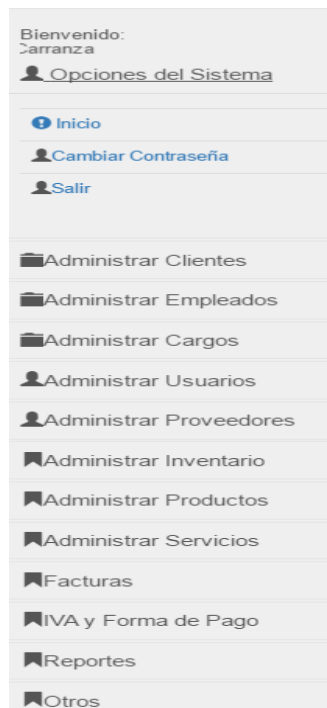 Bienvenido:
Carranza
Opciones del Sistema
Inicio
Cambiar Contraseña
Salir
Administrar Clientes
Administrar Empleados
Administrar Cargos
Administrar Usuarios
Administrar Proveedores
Administrar Inventario
Administrar Productos
Administrar Servicios
Facturas
IVA y Forma de Pago
Reportes
Otros